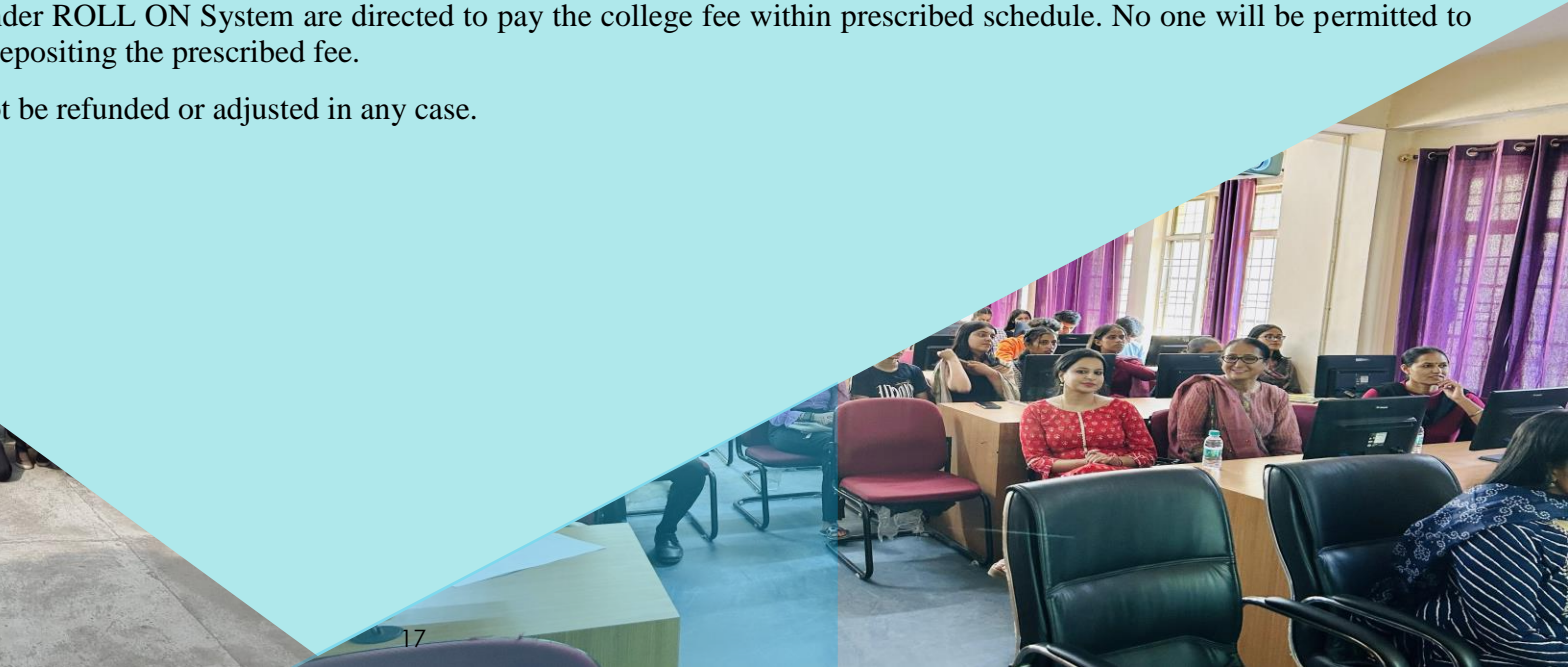 nder ROLL ON System are directed to pay the college fee within prescribed schedule. No one will be permitted to
epositing the prescribed fee.
t be refunded or adjusted in any case.
17